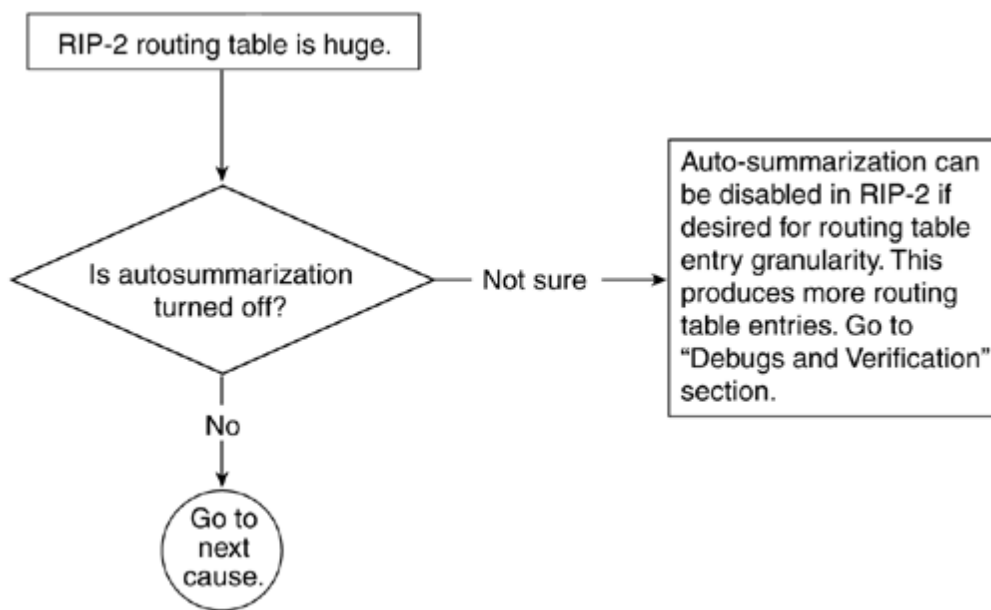 RIP-2 routing table is huge.
Is autosummarization
turned off?
Not sure
Auto-summarization can
be disabled in RIP-2 if
desired for routing table
entry granularity. This
produces more routing
table entries. Go to
“Debugs and Verification”
section.
No
Go to
next
cause.